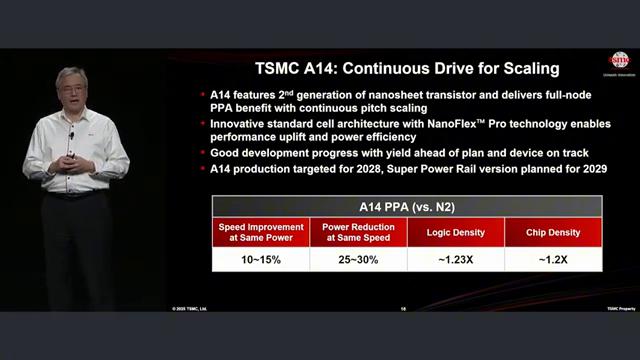 TSMC A14: Continuous Drive for Scaling
tsmc
Unleash Innovation
• A14 features 2nd generation of nanosheet transistor and delivers full-node
PPA benefit with continuous pitch scaling
• Innovative standard cell architecture with NanoFlex™ Pro technology enables
performance uplift and power efficiency
• Good development progress with yield ahead of plan and device on track
• A14 production targeted for 2028, Super Power Rail version planned for 2029
A14 PPA (vs. N2)
Speed Improvement
at Same Power
Power Reduction
at Same Speed
Logic Density
Chip Density
10~15%
25~30%
~1.23X
~1.2X
© 2025 TSMC, Ltd.
TSMC Property